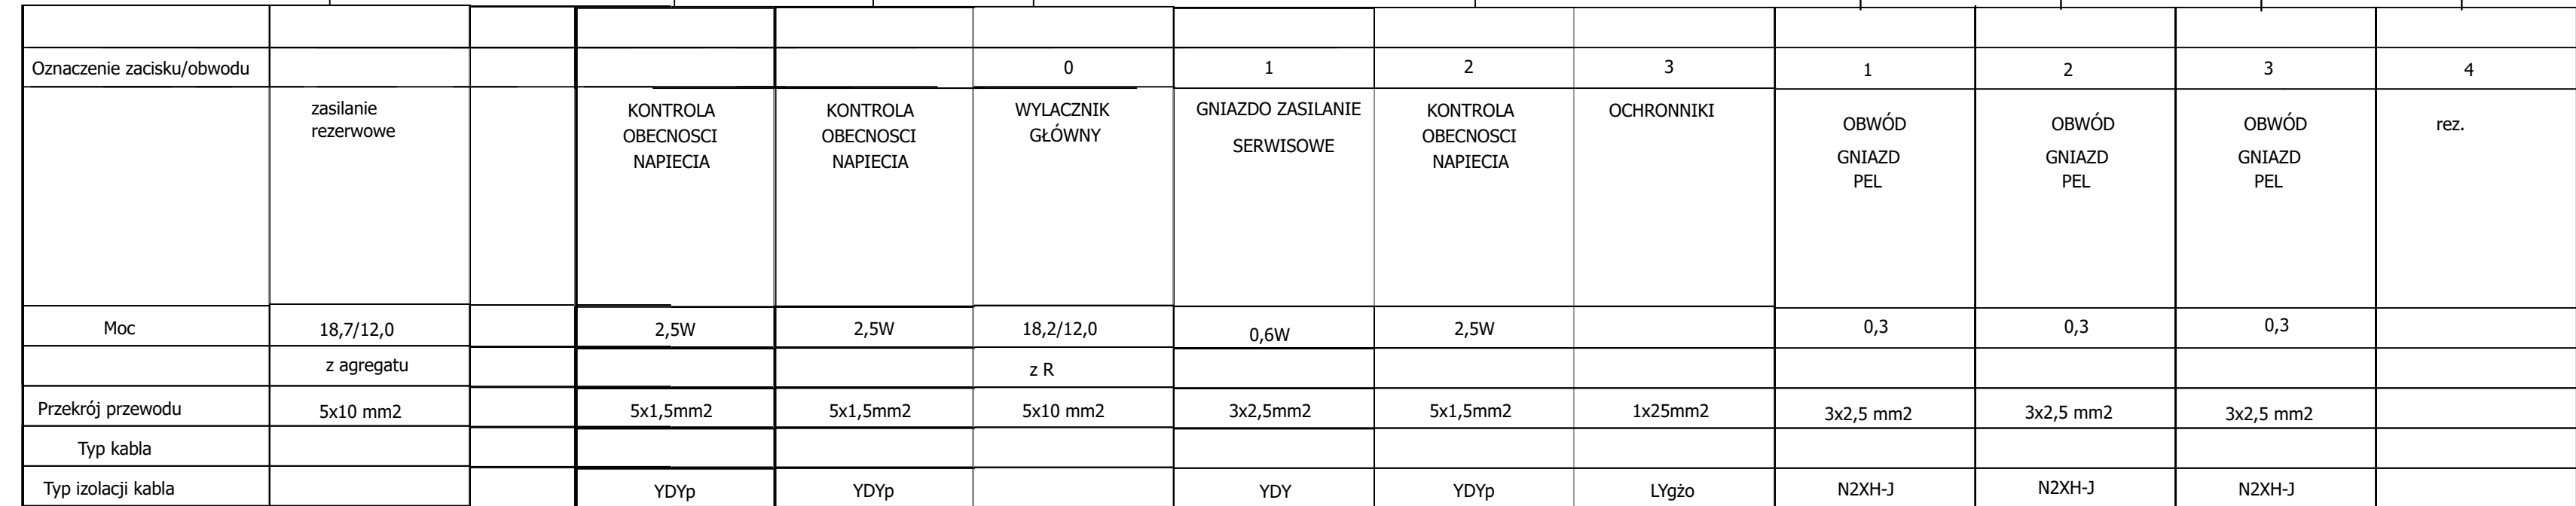 Oznaczenie zacisku/obwodu 0 1 2 3 1 2 3 4
zasilanie KONTROLA KONTROLA WYLACZNIK GNIAZDO ZASILANIE KONTROLA OCHRONNIKI OBWÓD OBWÓD OBWÓD rez.
rezerwowe OBECNOSCI OBECNOSCI GŁÓWNY SERWISOWE OBECNOSCI GNIAZD GNIAZD GNIAZD
NAPIECIA NAPIECIA NAPIECIA PEL PEL PEL
Moc 18,7/12,0 2,5W 2,5W 18,2/12,0 0,6W 2,5W 0,3 0,3 0,3
z agregatu z R
Przekrój przewodu 5x10 mm2 5x1,5mm2 5x1,5mm2 5x10 mm2 3x2,5mm2 5x1,5mm2 1x25mm2 3x2,5 mm2 3x2,5 mm2 3x2,5 mm2
Typ kabla
Typ izolacji kabla YDYp YDYp YDY YDYp LYgżo N2XH-J N2XH-J N2XH-J